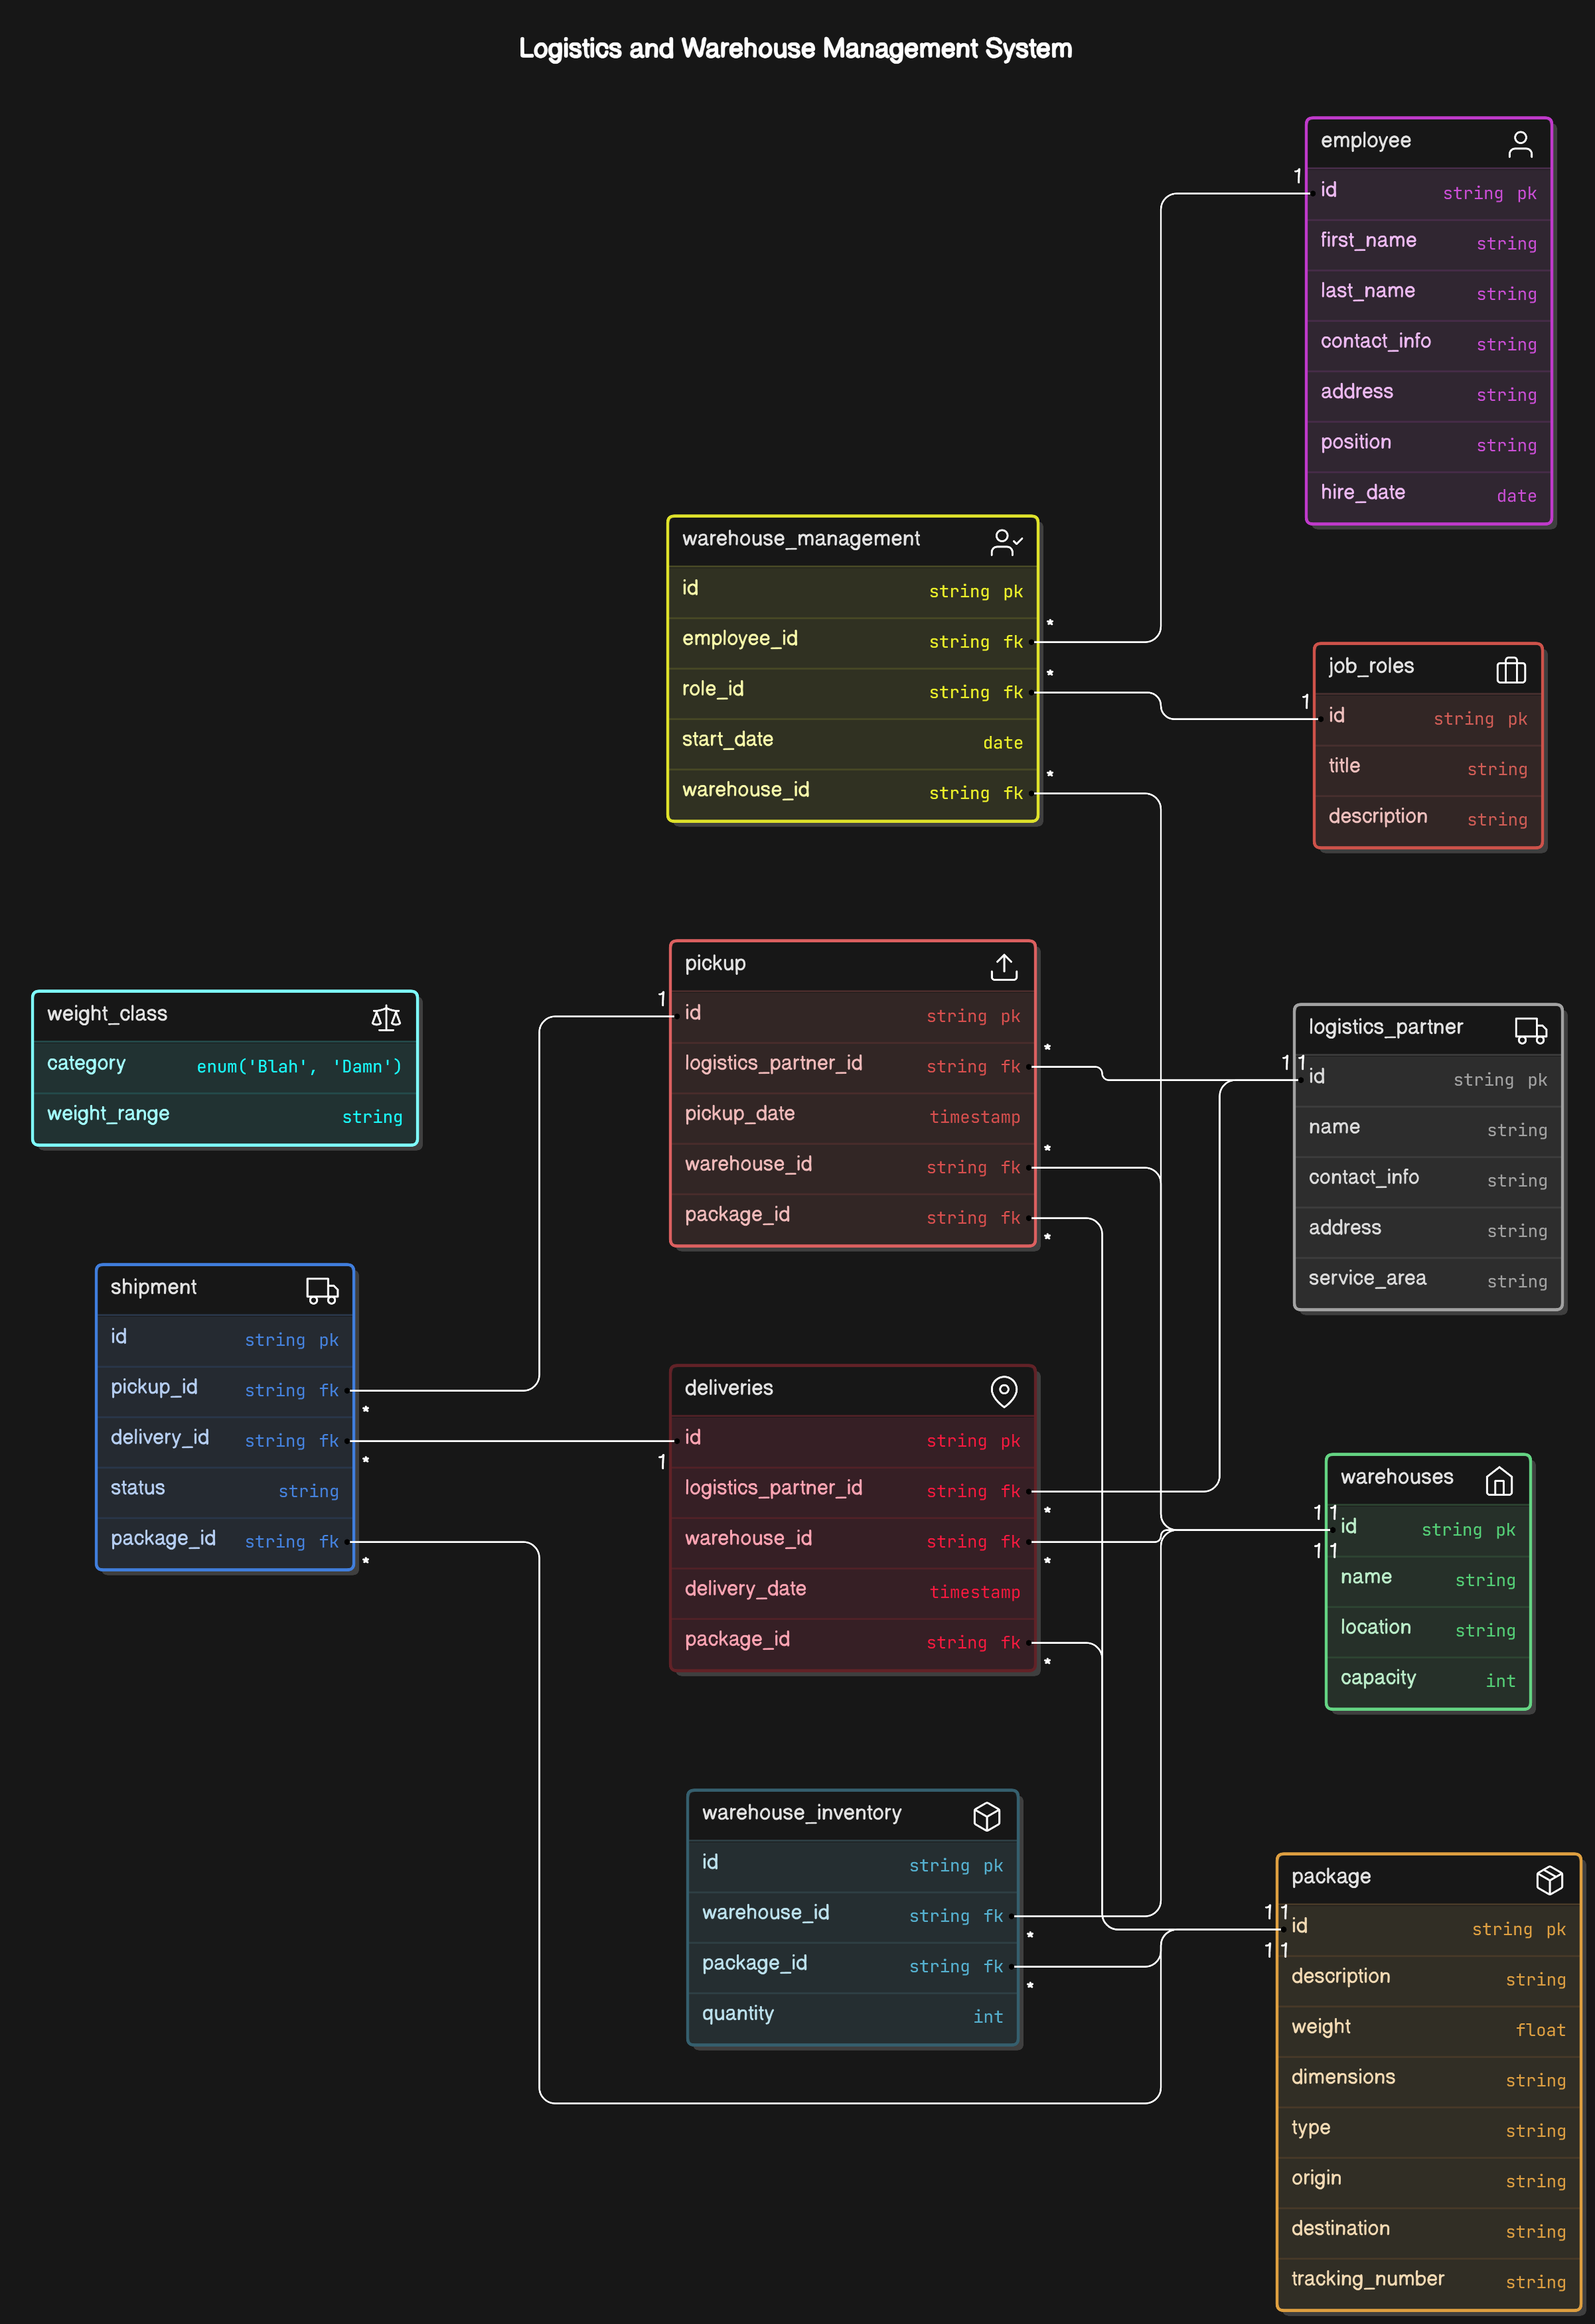 Logistics and Warehouse Management System
employee
1
id string pk
first_name string
last_name string
contact_info string
address string
position string
hire_date date
warehouse_management
id string pk
*
employee_id string fk
*
role_id string fk
start_date date
*
warehouse_id string fk
job_roles
1
id string pk
title string
description string
pickup
1
id string pk
*
logistics_partner_id string fk
pickup_date timestamp
*
warehouse_id string fk
package_id string fk
*
weight_class
category enum('Blah', 'Damn')
weight_range string
logistics_partner
1 1
id string pk
name string
contact_info string
address string
service_area string
shipment
id string pk
pickup_id string fk
*
delivery_id string fk
*
status string
package_id string fk
*
deliveries
id string pk
1
logistics_partner_id string fk
*
warehouse_id string fk
*
delivery_date timestamp
package_id string fk
*
warehouses
1 1
id string pk
1 1
name string
location string
capacity int
warehouse_inventory
id string pk
warehouse_id string fk
*
package_id string fk
*
quantity int
package
1 1
id string pk
1 1
description string
weight float
dimensions string
type string
origin string
destination string
tracking_number string